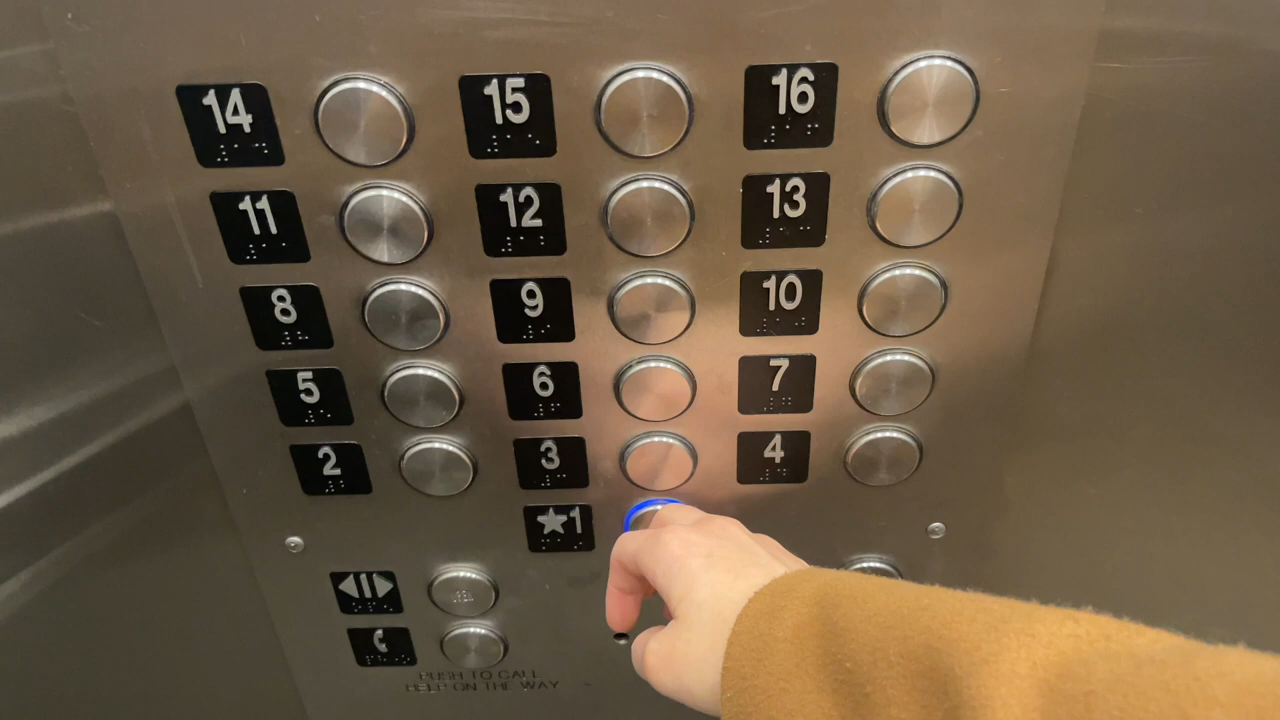 14 15 16
11 12 13
8 9 10
5 6 7
2 3 4
★1
PUSH TO CALL
HELP ON THE WAY